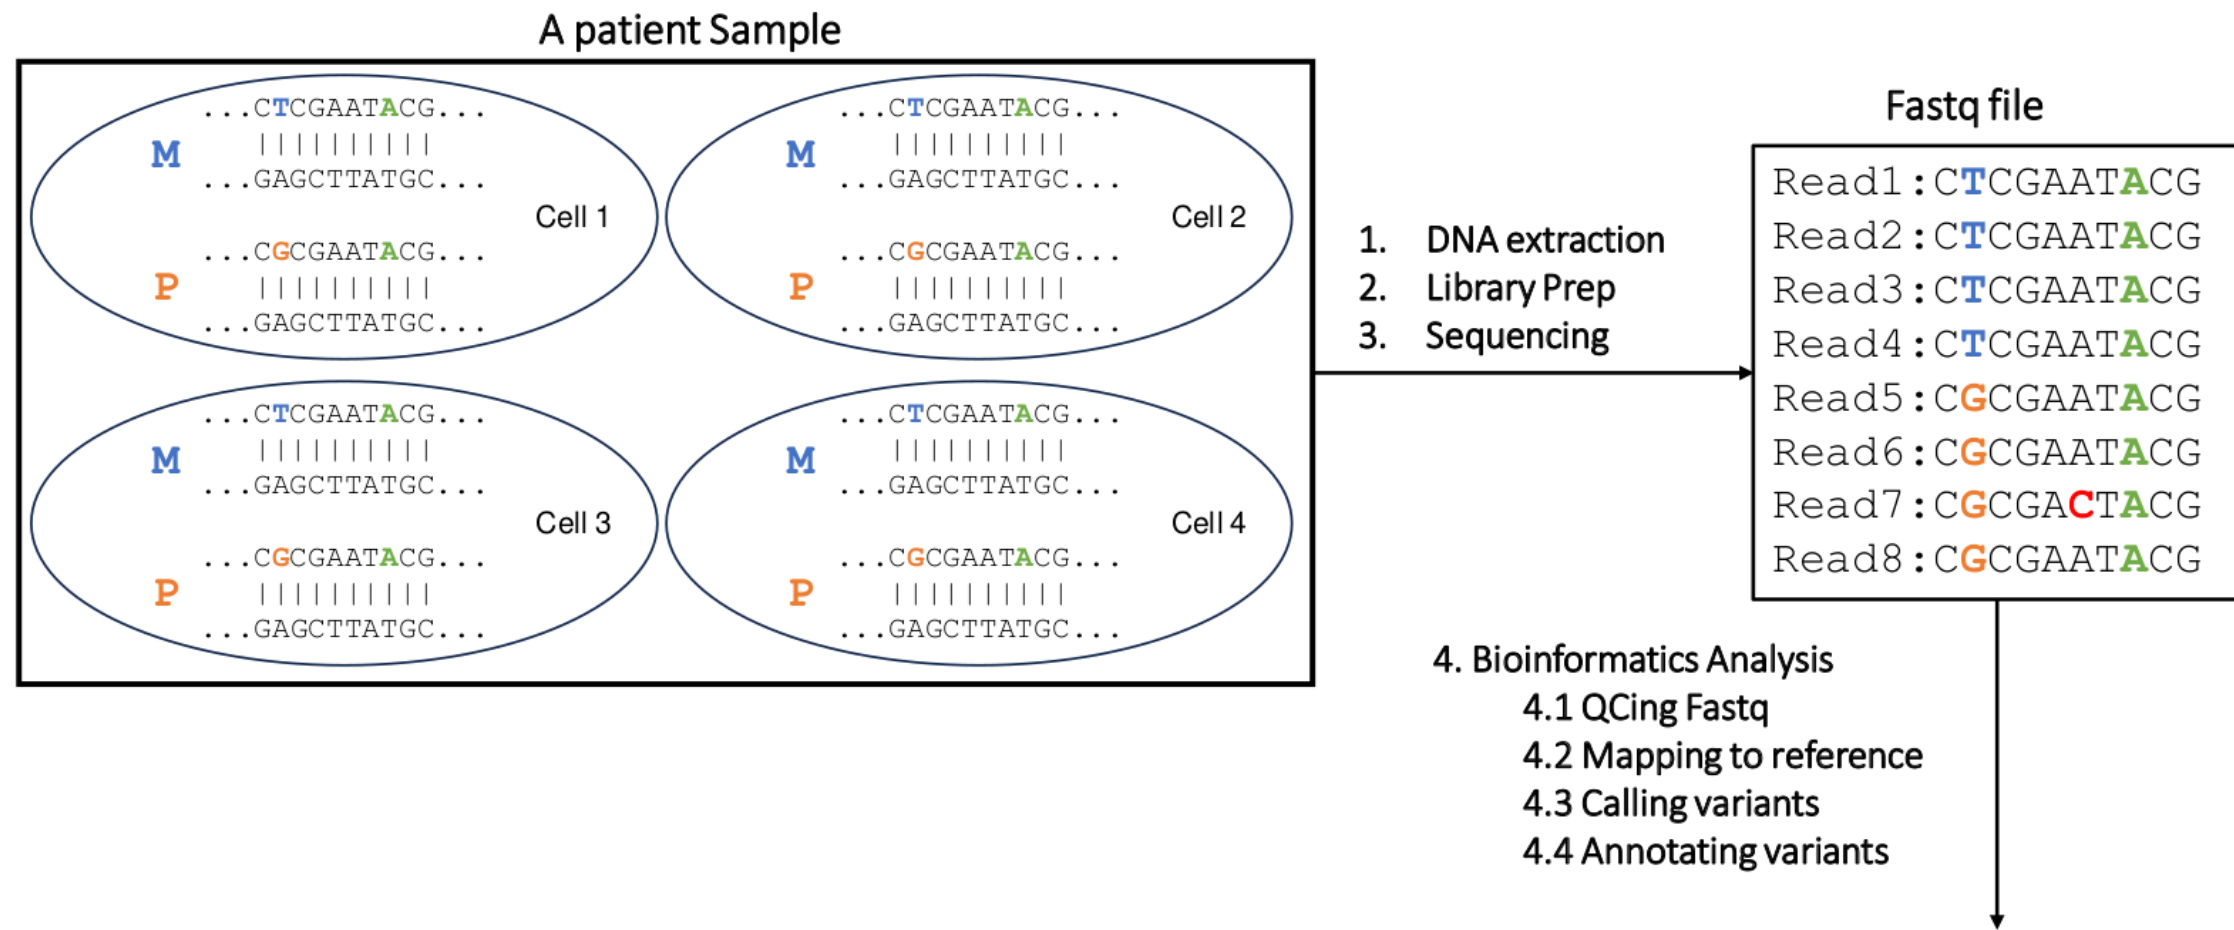 A patient Sample
...CTCGAATACG...
||||||||||
M
...GAGCTTATGC...
Cell 1
...CGCGAATACG...
P
||||||||||
...GAGCTTATGC...
...CTCGAATACG...
||||||||||
M
...GAGCTTATGC...
Cell 2
...CGCGAATACG...
P
||||||||||
...GAGCTTATGC...
...CTCGAATACG...
||||||||||
M
...GAGCTTATGC...
Cell 3
...CGCGAATACG...
P
||||||||||
...GAGCTTATGC...
...CTCGAATACG...
||||||||||
M
...GAGCTTATGC...
Cell 4
...CGCGAATACG...
P
||||||||||
...GAGCTTATGC...
1. DNA extraction
2. Library Prep
3. Sequencing
Fastq file
Read1:CTCGAATACG
Read2:CTCGAATACG
Read3:CTCGAATACG
Read4:CTCGAATACG
Read5:CGCGAATACG
Read6:CGCGAATACG
Read7:CGCGACTACG
Read8:CGCGAATACG
4. Bioinformatics Analysis
4.1 QCing Fastq
4.2 Mapping to reference
4.3 Calling variants
4.4 Annotating variants